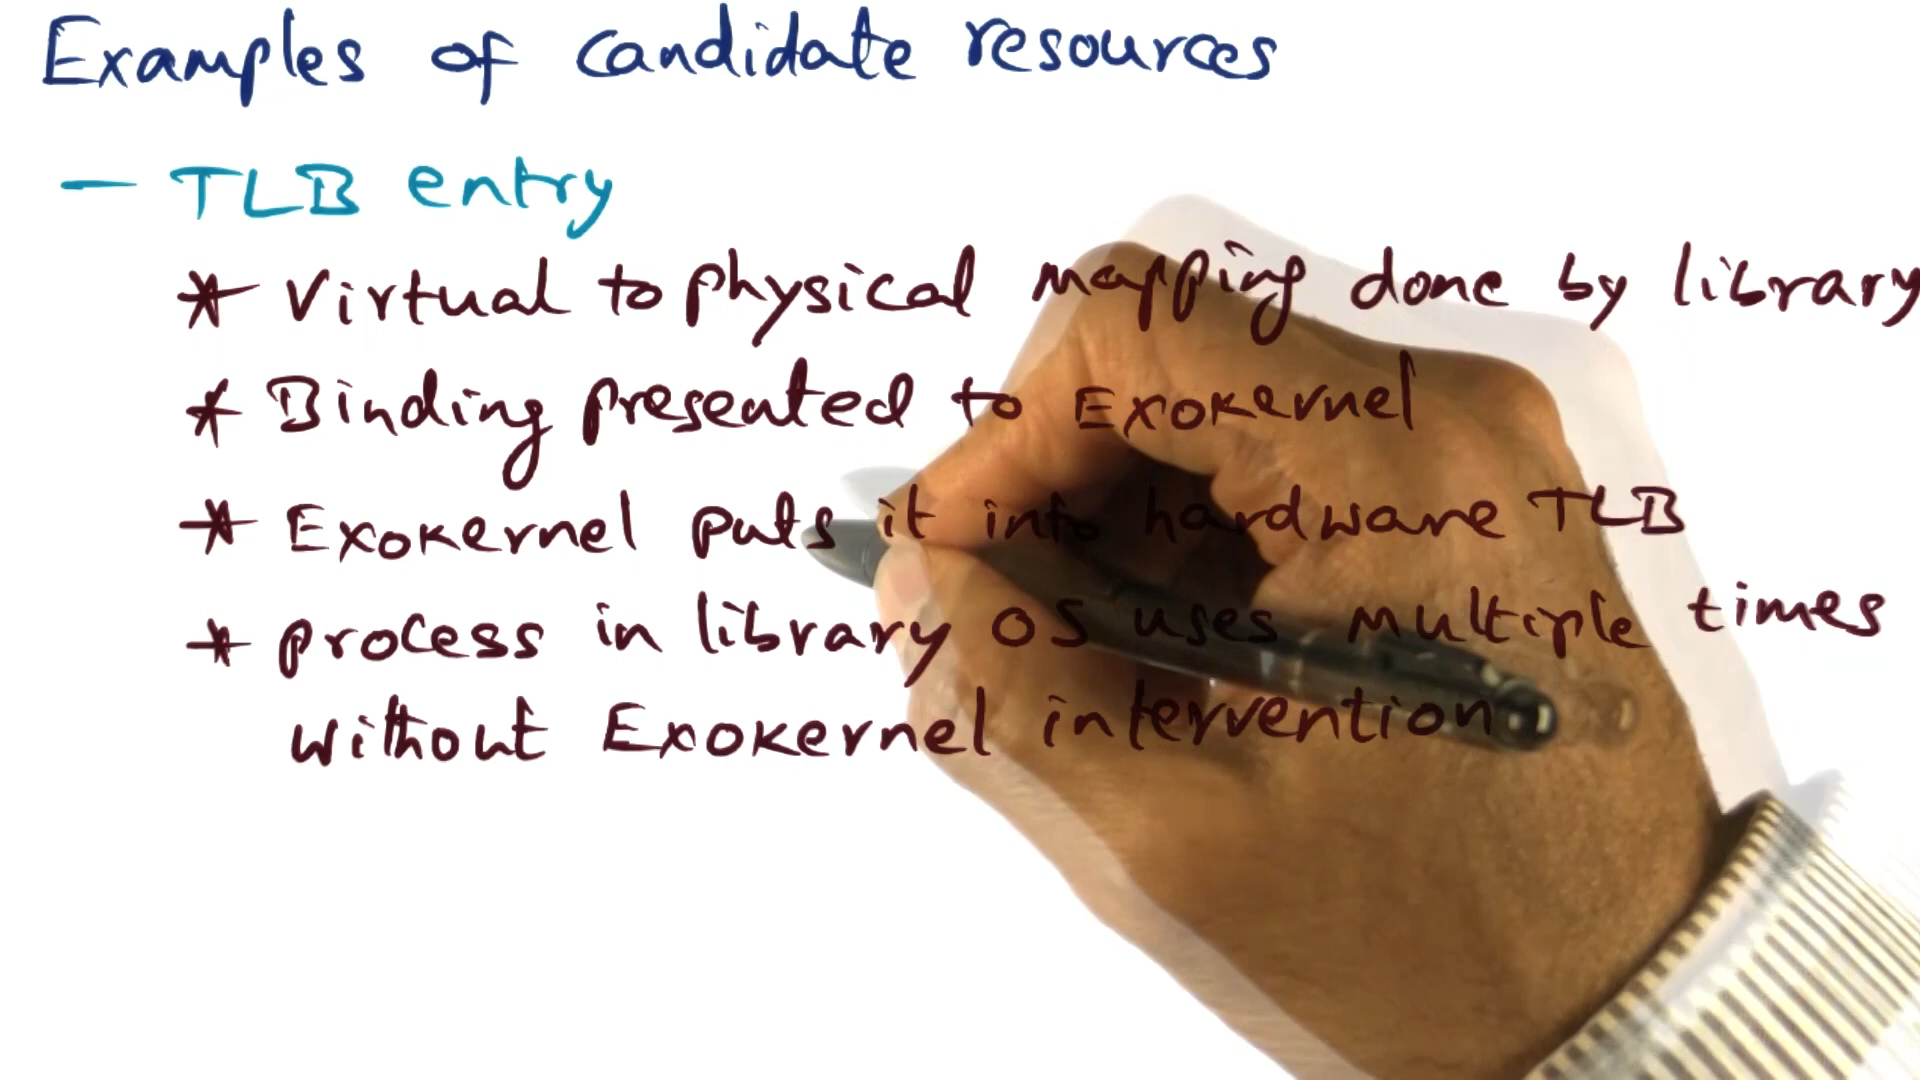 Examples of candidate resources
- TLB entry
* Virtual to physical mapping done by library
* Binding presented to Exokernel
* Exokernel puts it into hardware TLB
* process in library OS uses multiple times
without Exokernel intervention